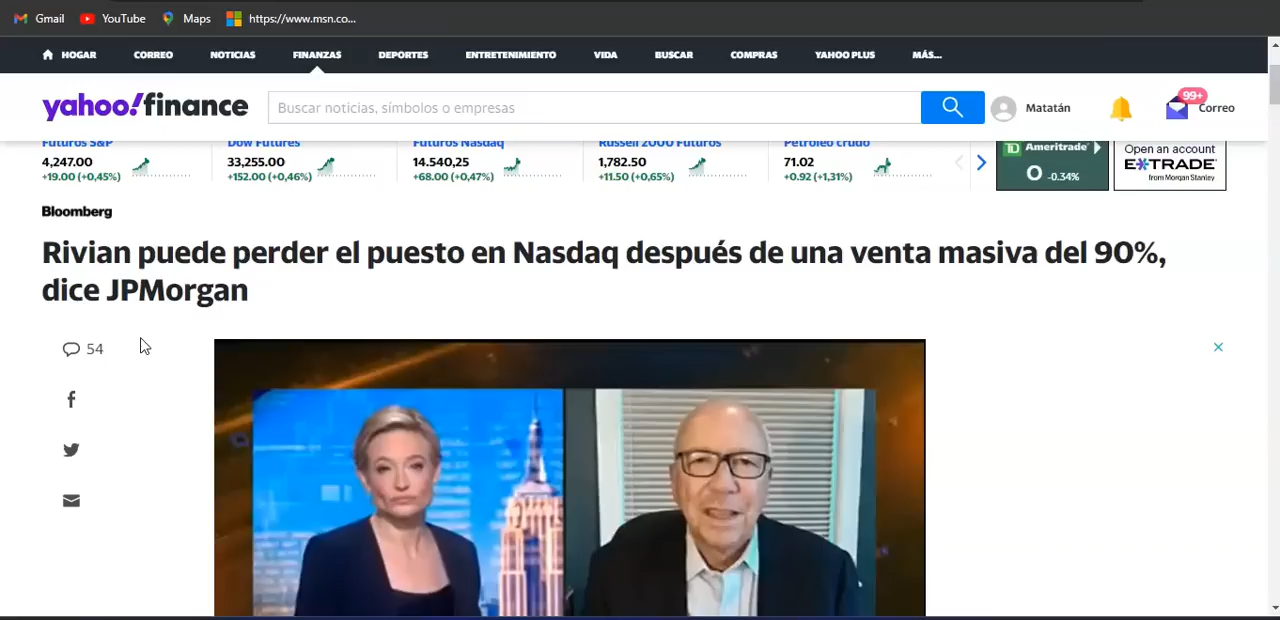 Gmail YouTube Maps https://www.msn.co...
HOGAR CORREO NOTICIAS FINANZAS DEPORTES ENTRETENIMIENTO VIDA BUSCAR COMPRAS YAHOO PLUS MÁS...
yahoo!finance Buscar noticias, símbolos o empresas Matatán 99+ Correo
Futuros S&P Dow Futures Futuros Nasdaq Russell 2000 Futuros Petróleo crudo
4,247.00 33,255.00 14.540,25 1,782.50 71.02
+19.00 (+0,45%) +152.00 (+0,46%) +68.00 (+0,47%) +11.50 (+0,65%) +0.92 (+1,31%)
TD Ameritrade
O -0.34%
Open an account
E*TRADE
from Morgan Stanley
Bloomberg
Rivian puede perder el puesto en Nasdaq después de una venta masiva del 90%,
dice JPMorgan
54